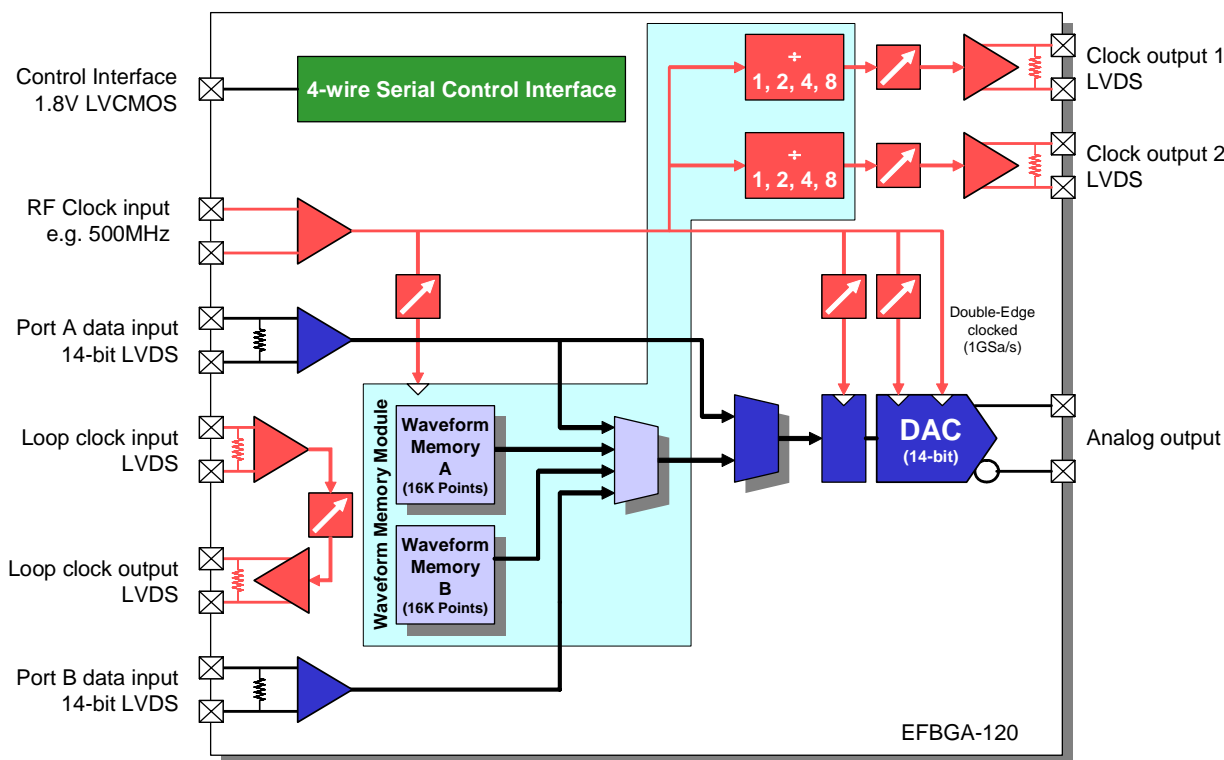 Control Interface
1.8V LVCMOS
4-wire Serial Control Interface
÷
1, 2, 4, 8
Clock output 1
LVDS
÷
1, 2, 4, 8
Clock output 2
LVDS
RF Clock input
e.g. 500MHz
Port A data input
14-bit LVDS
Double-Edge
clocked
(1GSa/s)
Loop clock input
LVDS
Waveform Memory Module
Waveform
Memory
A
(16K Points)
DAC
(14-bit)
Analog output
Waveform
Memory
B
(16K Points)
Loop clock output
LVDS
Port B data input
14-bit LVDS
EFBGA-120